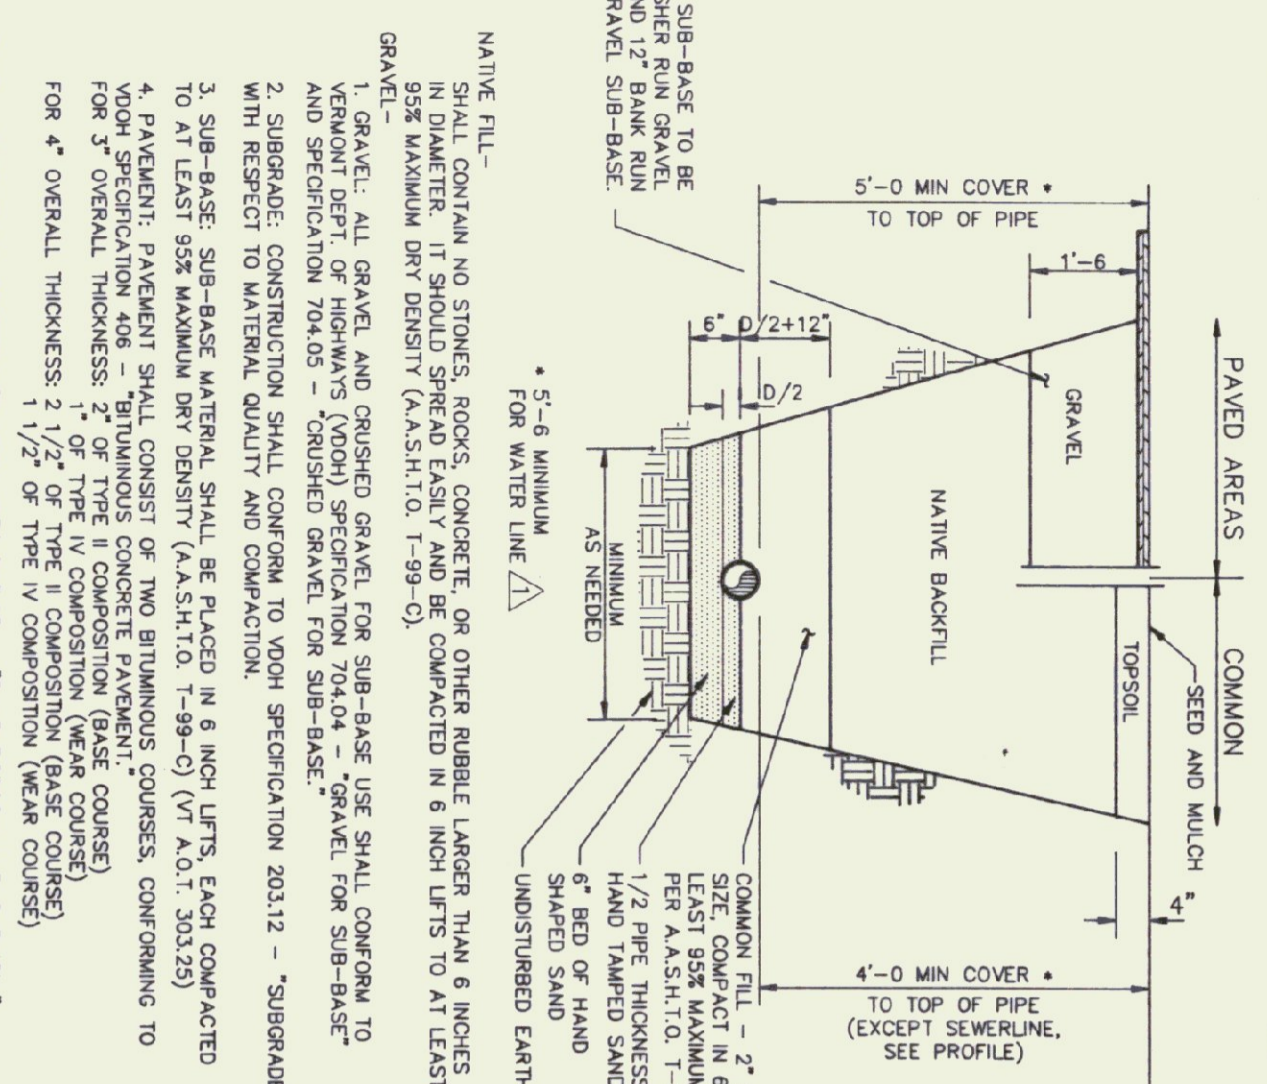 PAVED AREAS
COMMON
SEED AND MULCH
4"
5'-0 MIN COVER *
TO TOP OF PIPE
1'-6
GRAVEL
TOPSOIL
4'-0 MIN COVER *
TO TOP OF PIPE
(EXCEPT SEWERLINE,
SEE PROFILE)
NATIVE BACKFILL
6"
D/2+12"
D/2
SUB-BASE TO BE
RUN GRAVEL
12" BANK RUN
SUB-BASE.
COMMON FILL - 2"
SIZE, COMPACT IN 6
LEAST 95% MAXIMUM
PER A.A.S.H.T.O. T-
1/2 PIPE THICKNESS
HAND TAMPED SAND
6" BED OF HAND
SHAPED SAND
UNDISTURBED EARTH
MINIMUM
AS NEEDED
* 5'-6 MINIMUM
FOR WATER LINE 1
NATIVE FILL-
SHALL CONTAIN NO STONES, ROCKS, CONCRETE, OR OTHER RUBBLE LARGER THAN 6 INCHES
IN DIAMETER. IT SHOULD SPREAD EASILY AND BE COMPACTED IN 6 INCH LIFTS TO AT LEAST
95% MAXIMUM DRY DENSITY (A.A.S.H.T.O. T-99-C).
GRAVEL-
1. GRAVEL: ALL GRAVEL AND CRUSHED GRAVEL FOR SUB-BASE USE SHALL CONFORM TO
VERMONT DEPT. OF HIGHWAYS (VDOH) SPECIFICATION 704.04 - "GRAVEL FOR SUB-BASE"
AND SPECIFICATION 704.05 - "CRUSHED GRAVEL FOR SUB-BASE."
2. SUBGRADE: CONSTRUCTION SHALL CONFORM TO VDOH SPECIFICATION 203.12 - "SUBGRADE
WITH RESPECT TO MATERIAL QUALITY AND COMPACTION.
3. SUB-BASE: SUB-BASE MATERIAL SHALL BE PLACED IN 6 INCH LIFTS, EACH COMPACTED
TO AT LEAST 95% MAXIMUM DRY DENSITY (A.A.S.H.T.O. T-99-C) (VT A.O.T. 303.25)
4. PAVEMENT: PAVEMENT SHALL CONSIST OF TWO BITUMINOUS COURSES, CONFORMING TO
VDOH SPECIFICATION 406 - "BITUMINOUS CONCRETE PAVEMENT."
FOR 3" OVERALL THICKNESS: 2" OF TYPE II COMPOSITION (BASE COURSE)
1" OF TYPE IV COMPOSITION (WEAR COURSE)
FOR 4" OVERALL THICKNESS: 2 1/2" OF TYPE II COMPOSITION (BASE COURSE)
1 1/2" OF TYPE IV COMPOSITION (WEAR COURSE)